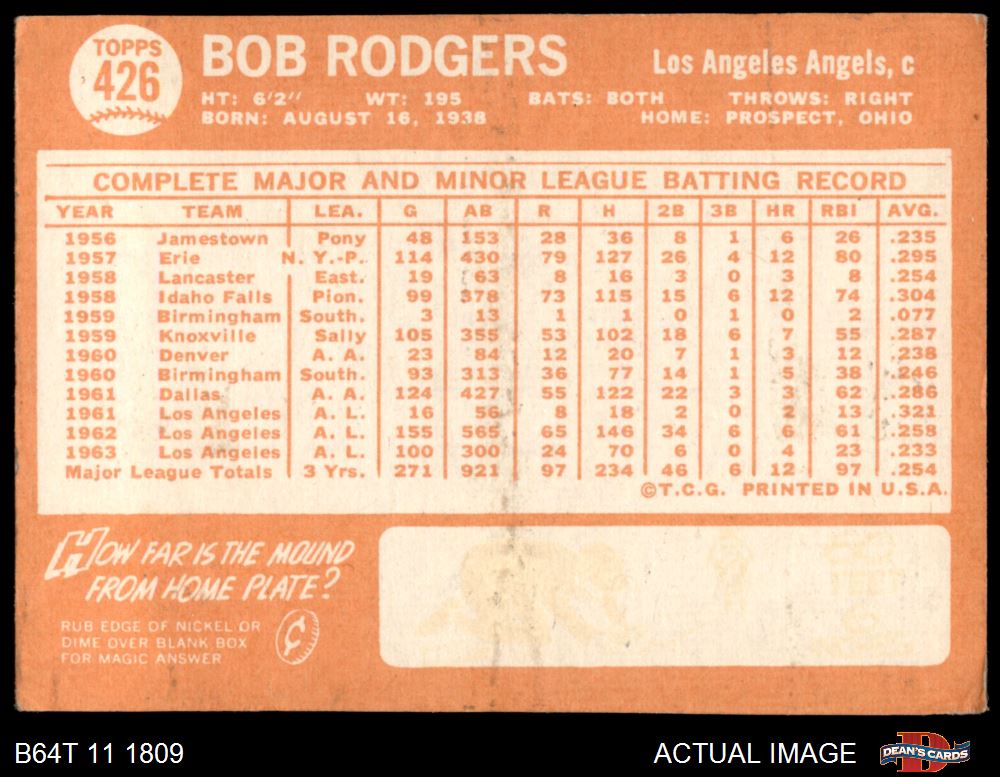 TOPPS
426
BOB RODGERS
Los Angeles Angels, c
HT: 6'2" WT: 195 BATS: BOTH THROWS: RIGHT
BORN: AUGUST 16, 1938 HOME: PROSPECT, OHIO
COMPLETE MAJOR AND MINOR LEAGUE BATTING RECORD
YEAR TEAM LEA. G AB R H 2B 3B HR RBI AVG.
1956 Jamestown Pony 48 153 28 36 8 1 6 26 .235
1957 Erie N. Y.-P. 114 430 79 127 26 4 12 80 .295
1958 Lancaster East. 19 63 8 16 3 0 3 8 .254
1958 Idaho Falls Pion. 99 378 73 115 15 6 12 74 .304
1959 Birmingham South. 3 13 1 1 0 1 0 2 .077
1959 Knoxville Sally 105 355 53 102 18 6 7 55 .287
1960 Denver A. A. 23 84 12 20 7 1 3 12 .238
1960 Birmingham South. 93 313 36 77 14 1 5 38 .246
1961 Dallas A. A. 124 427 55 122 22 3 3 62 .286
1961 Los Angeles A. L. 16 56 8 18 2 0 2 13 .321
1962 Los Angeles A. L. 155 565 65 146 34 6 6 61 .258
1963 Los Angeles A. L. 100 300 24 70 6 0 4 23 .233
Major League Totals 3 Yrs. 271 921 97 234 46 6 12 97 .254
©T.C.G. PRINTED IN U.S.A.
HOW FAR IS THE MOUND
FROM HOME PLATE?
RUB EDGE OF NICKEL OR
DIME OVER BLANK BOX
FOR MAGIC ANSWER
¢
B64T 11 1809
ACTUAL IMAGE
D
DEAN'S CARDS